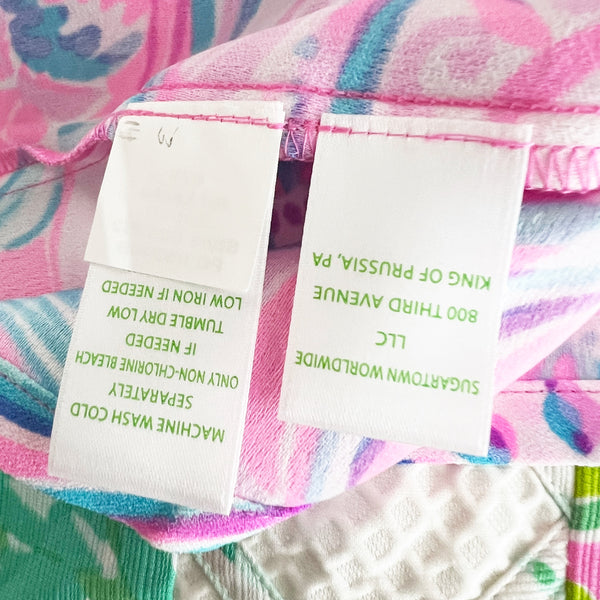 MACHINE WASH COLD
SEPARATELY
ONLY NON-CHLORINE BLEACH
IF NEEDED
TUMBLE DRY LOW
LOW IRON IF NEEDED
SUGARTOWN WORLDWIDE
LLC
800 THIRD AVENUE
KING OF PRUSSIA, PA